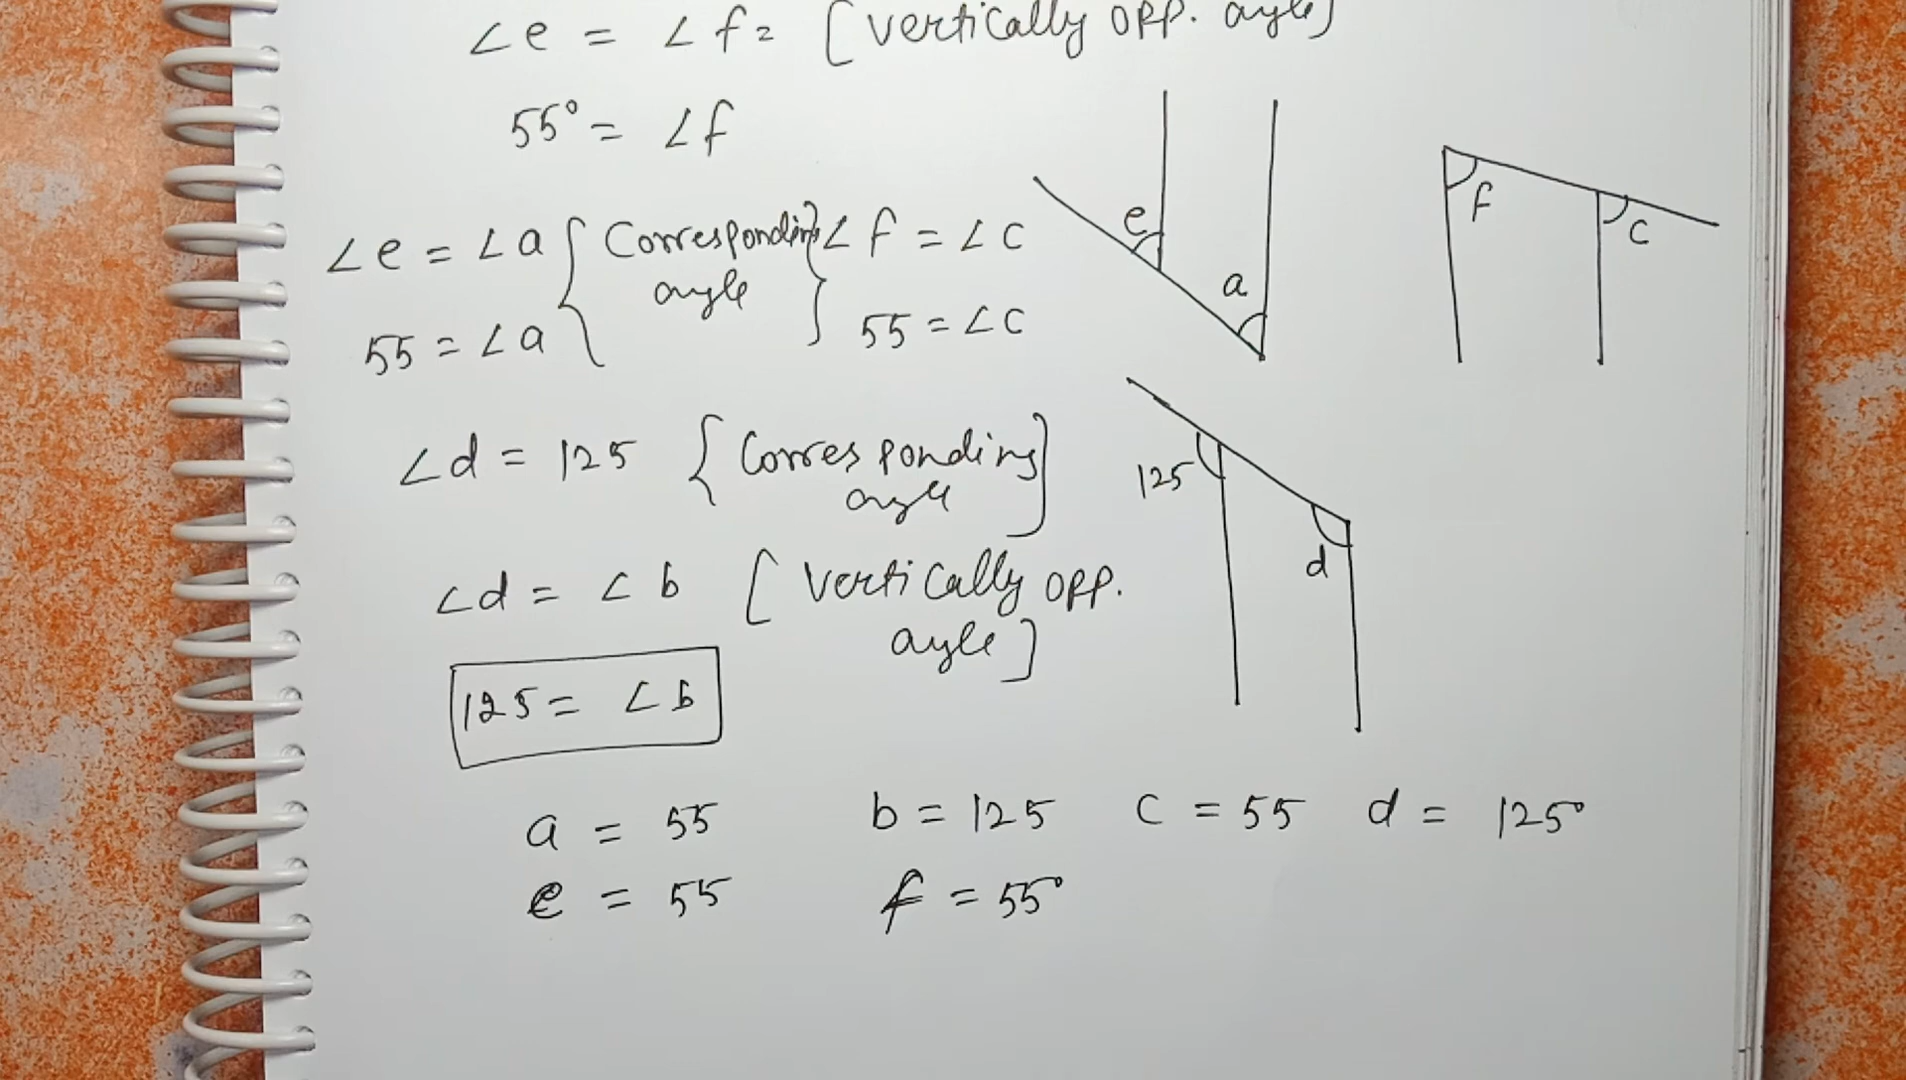 ∠e = ∠f = [vertically opp. angle]
55° = ∠f
∠e = ∠a { Corresponding angle } ∠f = ∠c
55 = ∠a
55 = ∠c
e
a
f
c
∠d = 125 { Corresponding angle ]
125
d
∠d = ∠b [ Vertically opp. angle ]
125 = ∠b
a = 55 b = 125 c = 55 d = 125°
e = 55 f = 55°